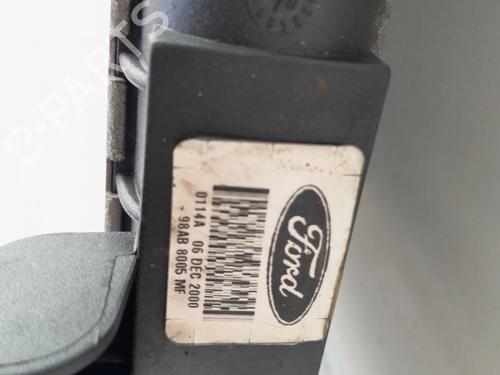 B-PARTS
Ford
0114A 06 DEC 2000
- 98AB 8005 MF